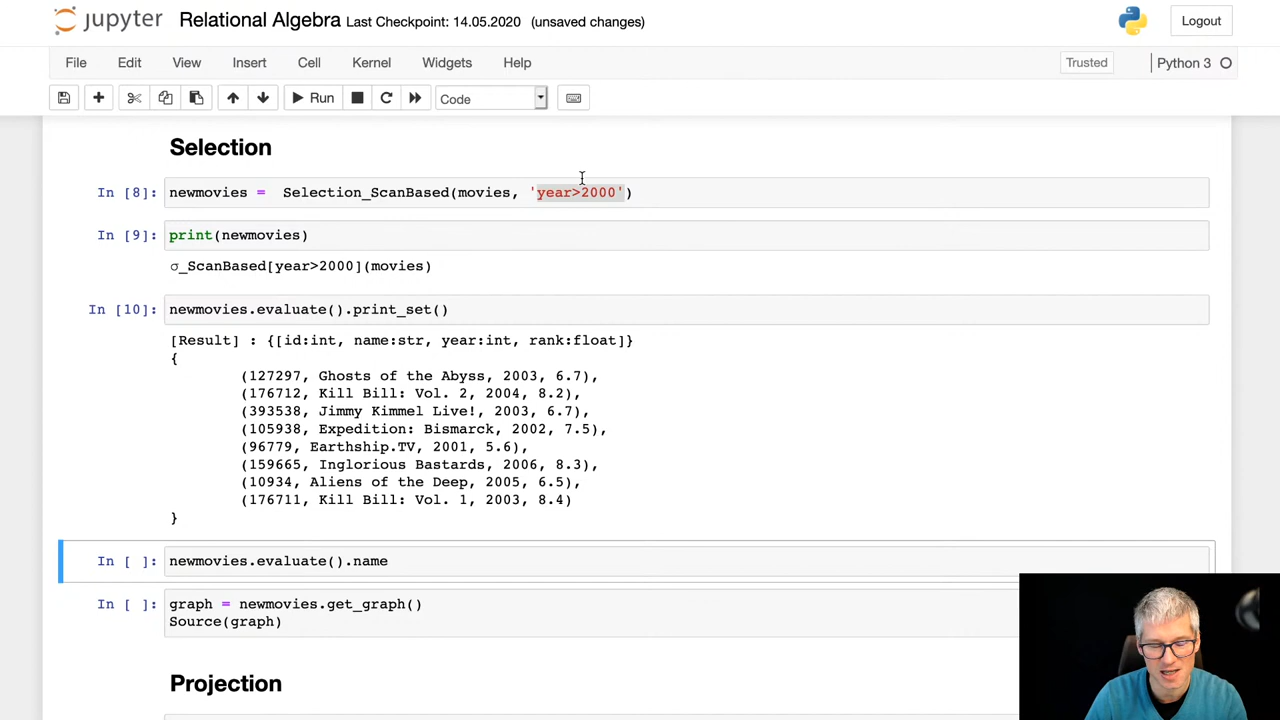 jupyter Relational Algebra Last Checkpoint: 14.05.2020 (unsaved changes) Logout
File Edit View Insert Cell Kernel Widgets Help Trusted Python 3
Run Code
Selection
In [8]: newmovies = Selection_ScanBased(movies, 'year>2000')
In [9]: print(newmovies)
σ_ScanBased[year>2000](movies)
In [10]: newmovies.evaluate().print_set()
[Result] : {[id:int, name:str, year:int, rank:float]}
{
(127297, Ghosts of the Abyss, 2003, 6.7),
(176712, Kill Bill: Vol. 2, 2004, 8.2),
(393538, Jimmy Kimmel Live!, 2003, 6.7),
(105938, Expedition: Bismarck, 2002, 7.5),
(96779, Earthship.TV, 2001, 5.6),
(159665, Inglorious Bastards, 2006, 8.3),
(10934, Aliens of the Deep, 2005, 6.5),
(176711, Kill Bill: Vol. 1, 2003, 8.4)
}
In [ ]: newmovies.evaluate().name
In [ ]: graph = newmovies.get_graph()
Source(graph)
Projection